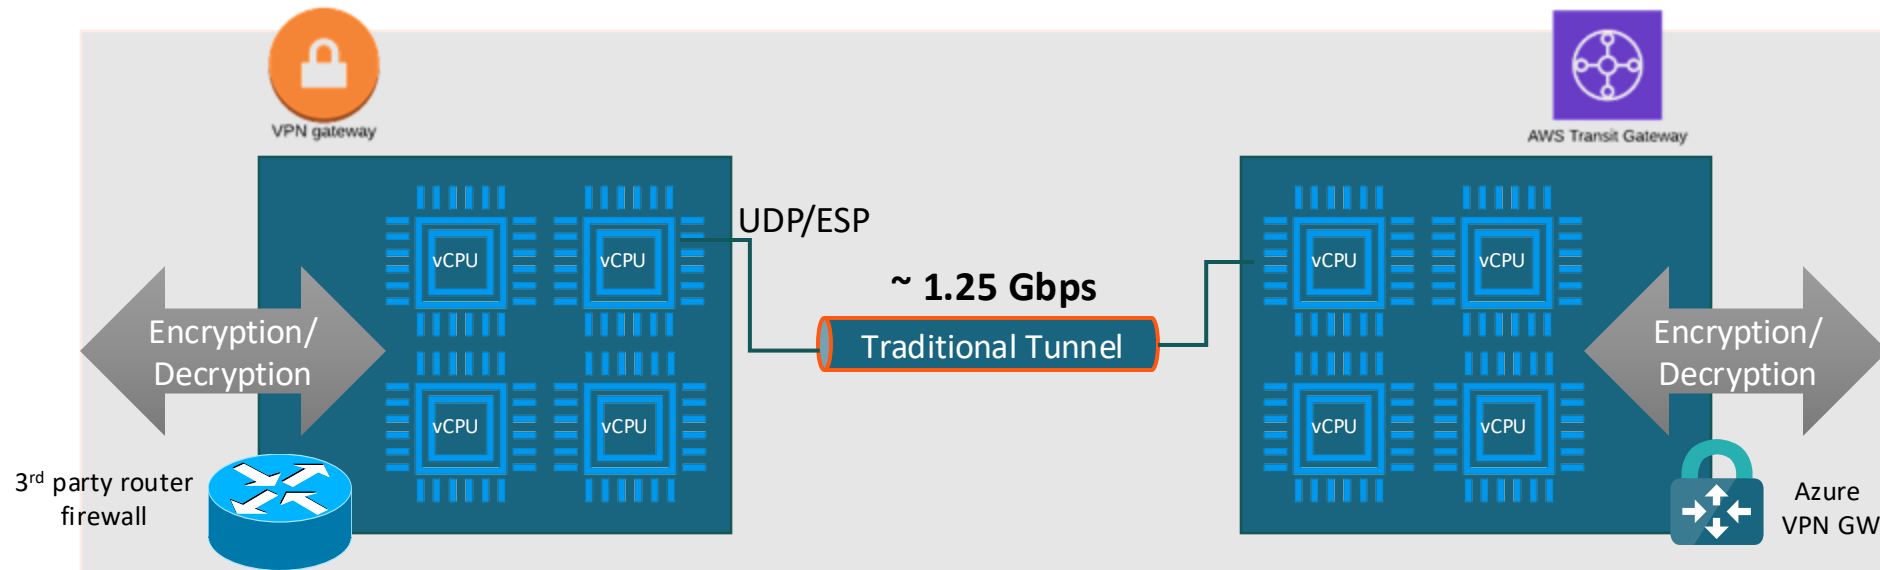 VPN gateway
AWS Transit Gateway
UDP/ESP
vCPU
vCPU
~ 1.25 Gbps
vCPU
vCPU
Encryption/
Decryption
Traditional Tunnel
Encryption/
Decryption
vCPU
vCPU
vCPU
vCPU
3rd party router
firewall
Azure
VPN GW